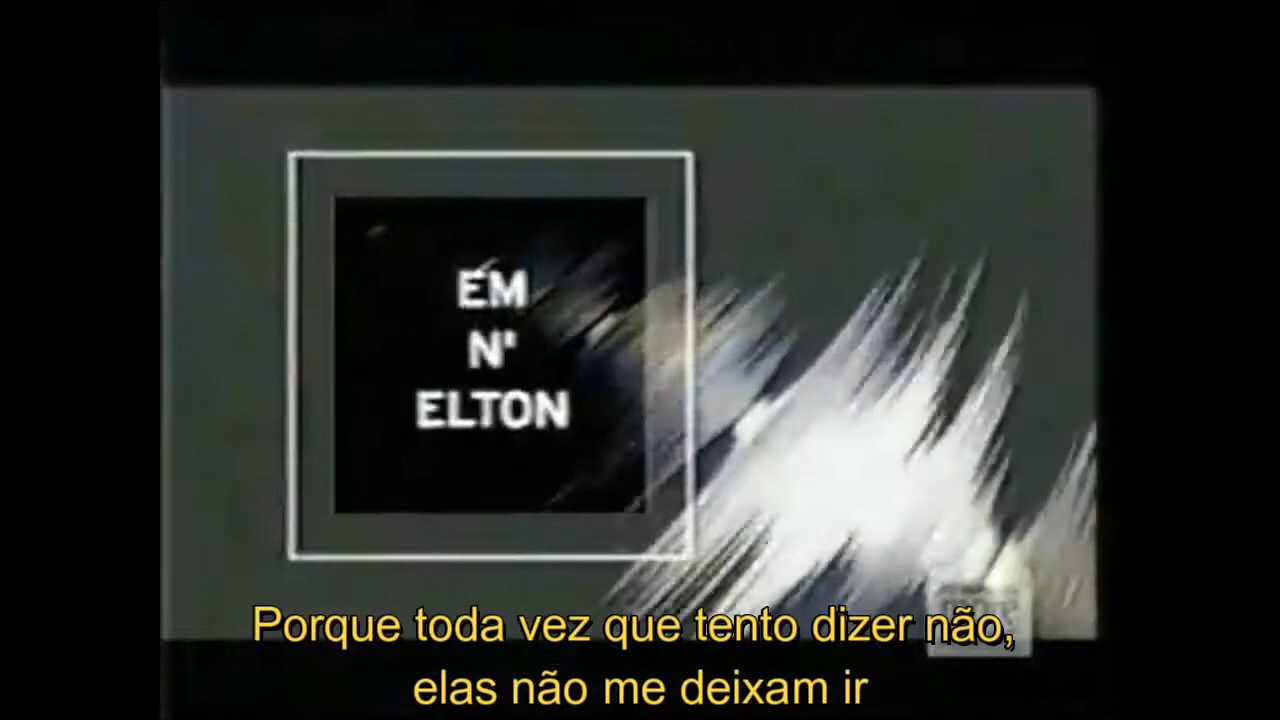 EM
N'
ELTON
Porque toda vez que tento dizer não,
elas não me deixam ir